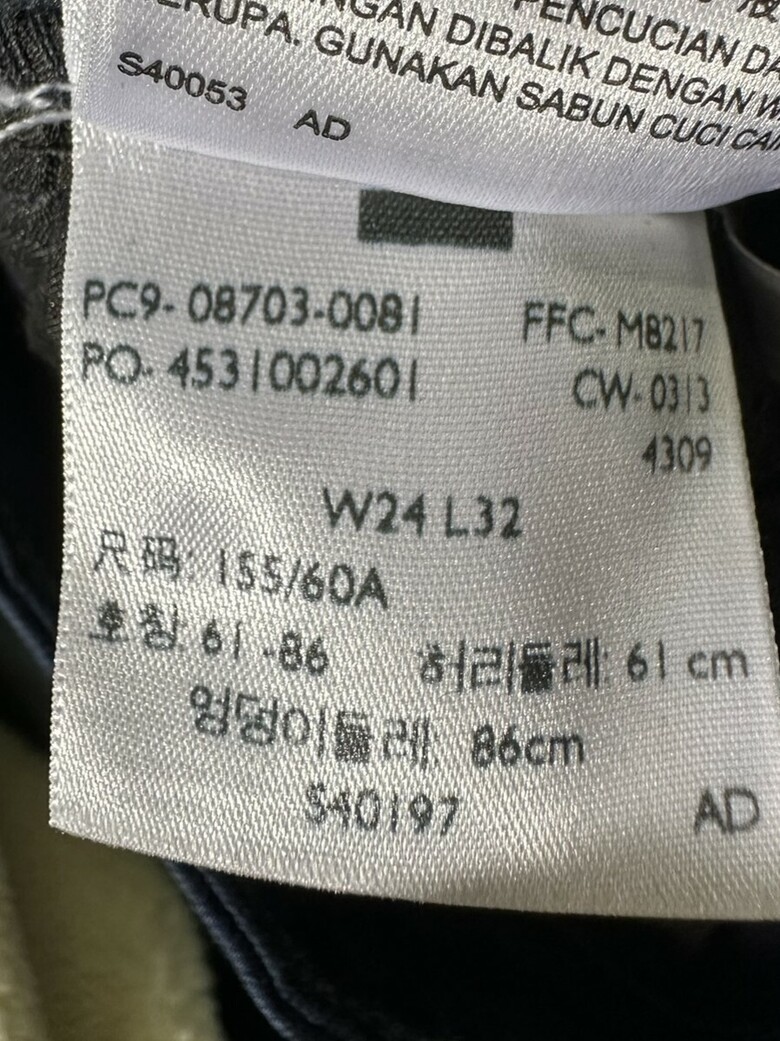 PENCUCIAN DA
NGAN DIBALIK DENGAN W
ERUPA. GUNAKAN SABUN CUCI CAI
S40053 AD
PC9- 08703-0081 FFC- M8217
PO- 4531002601 CW- 0313
4309
W24 L32
尺码: 155/60A
호칭: 61 -86 허리둘레: 61 cm
엉덩이둘레: 86cm
S40197 AD